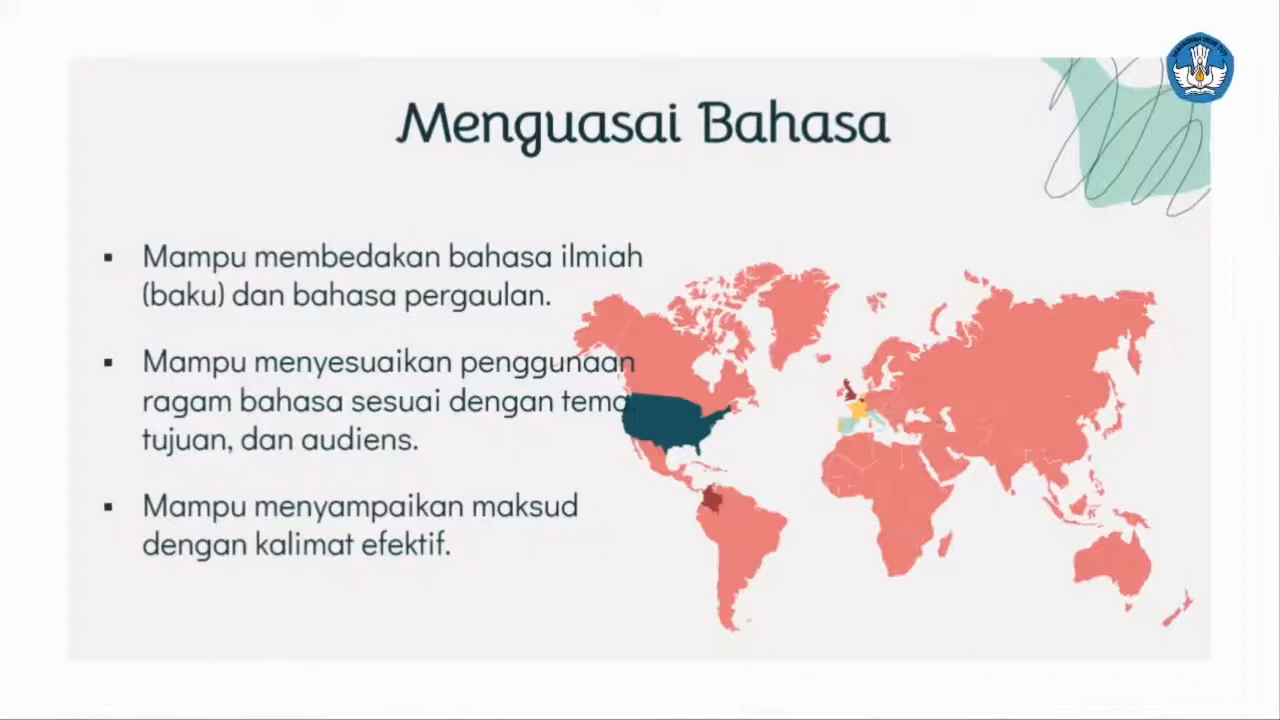 Menguasai Bahasa
Mampu membedakan bahasa ilmiah
(baku) dan bahasa pergaulan.
Mampu menyesuaikan penggunaan
ragam bahasa sesuai dengan tema
tujuan, dan audiens.
Mampu menyampaikan maksud
dengan kalimat efektif.